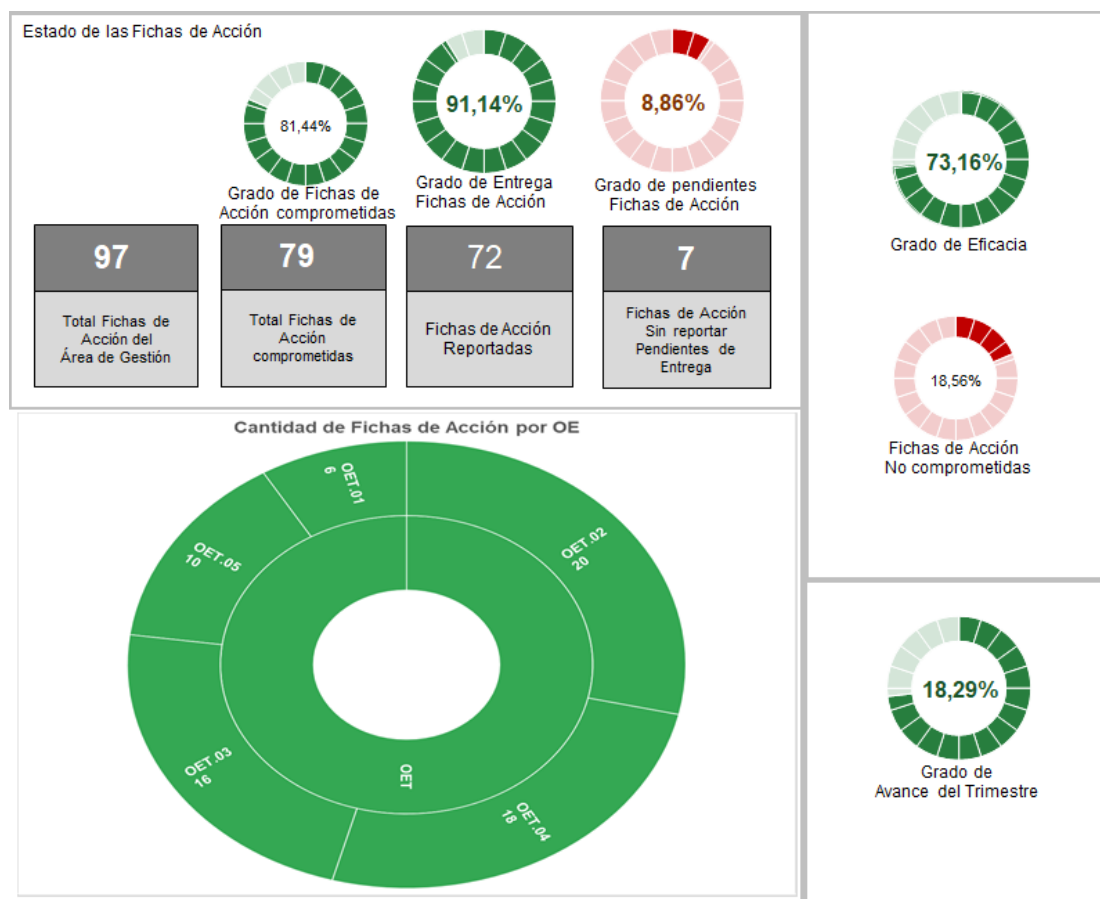 Estado de las Fichas de Acción
81,44%
Grado de Fichas de
Acción comprometidas
91,14%
Grado de Entrega
Fichas de Acción
8,86%
Grado de pendientes
Fichas de Acción
97
Total Fichas de
Acción del
Área de Gestión
79
Total Fichas de
Acción
comprometidas
72
Fichas de Acción
Reportadas
7
Fichas de Acción
Sin reportar
Pendientes de
Entrega
73,16%
Grado de Eficacia
18,56%
Fichas de Acción
No comprometidas
Cantidad de Fichas de Acción por OE
OET.01
6
OET.02
20
OET.05
10
OET.03
16
OET
OET.04
18
18,29%
Grado de
Avance del Trimestre